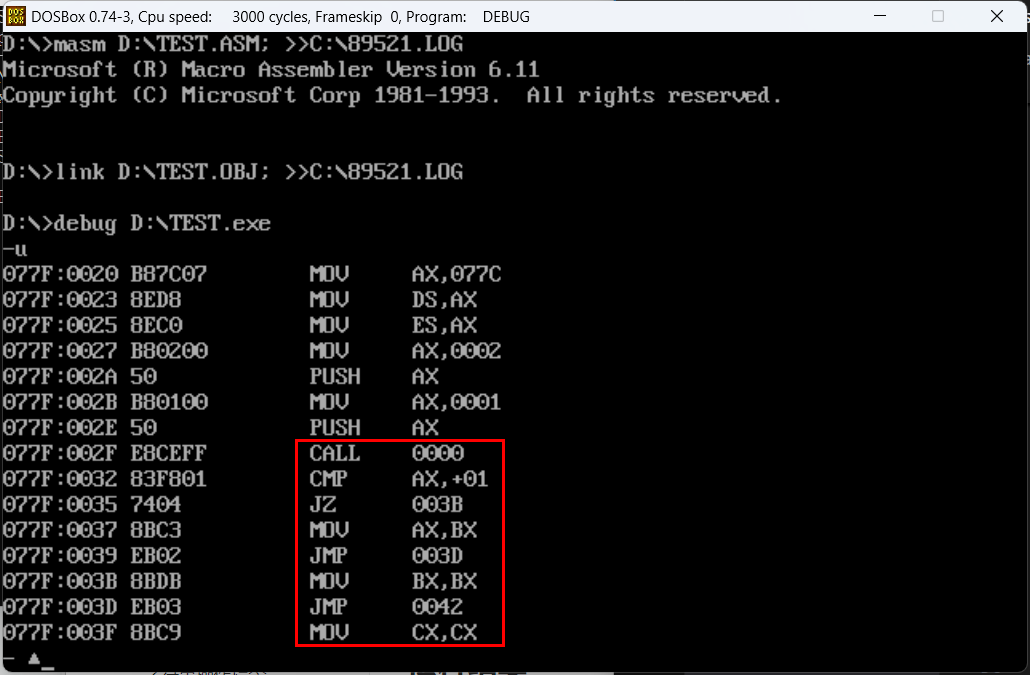 DOSBox 0.74-3, Cpu speed: 3000 cycles, Frameskip 0, Program: DEBUG
D:\>masm D:\TEST.ASM; >>C:\89521.LOG
Microsoft (R) Macro Assembler Version 6.11
Copyright (C) Microsoft Corp 1981-1993. All rights reserved.
D:\>link D:\TEST.OBJ; >>C:\89521.LOG
D:\>debug D:\TEST.exe
-u
077F:0020 B87C07 MOV AX,077C
077F:0023 8ED8 MOV DS,AX
077F:0025 8EC0 MOV ES,AX
077F:0027 B80200 MOV AX,0002
077F:002A 50 PUSH AX
077F:002B B80100 MOV AX,0001
077F:002E 50 PUSH AX
077F:002F E8CEFF CALL 0000
077F:0032 83F801 CMP AX,+01
077F:0035 7404 JZ 003B
077F:0037 8BC3 MOV AX,BX
077F:0039 EB02 JMP 003D
077F:003B 8BDB MOV BX,BX
077F:003D EB03 JMP 0042
077F:003F 8BC9 MOV CX,CX
- ▲_